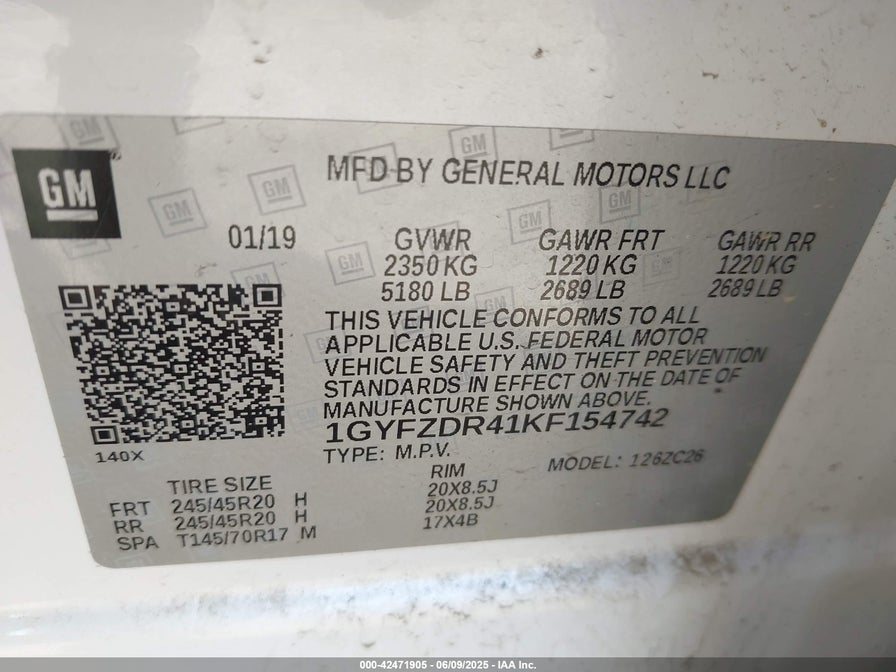 GM
MFD BY GENERAL MOTORS LLC
01/19 GVWR GAWR FRT GAWR RR
2350 KG 1220 KG 1220 KG
5180 LB 2689 LB 2689 LB
THIS VEHICLE CONFORMS TO ALL
APPLICABLE U.S. FEDERAL MOTOR
VEHICLE SAFETY AND THEFT PREVENTION
STANDARDS IN EFFECT ON THE DATE OF
MANUFACTURE SHOWN ABOVE.
1GYFZDR41KF154742
140X
TYPE: M.P.V. MODEL: 126ZC26
TIRE SIZE RIM
FRT 245/45R20 H 20X8.5J
RR 245/45R20 H 20X8.5J
SPA T145/70R17 M 17X4B
000-42471905 | 06/09/2025 - IAA Inc.